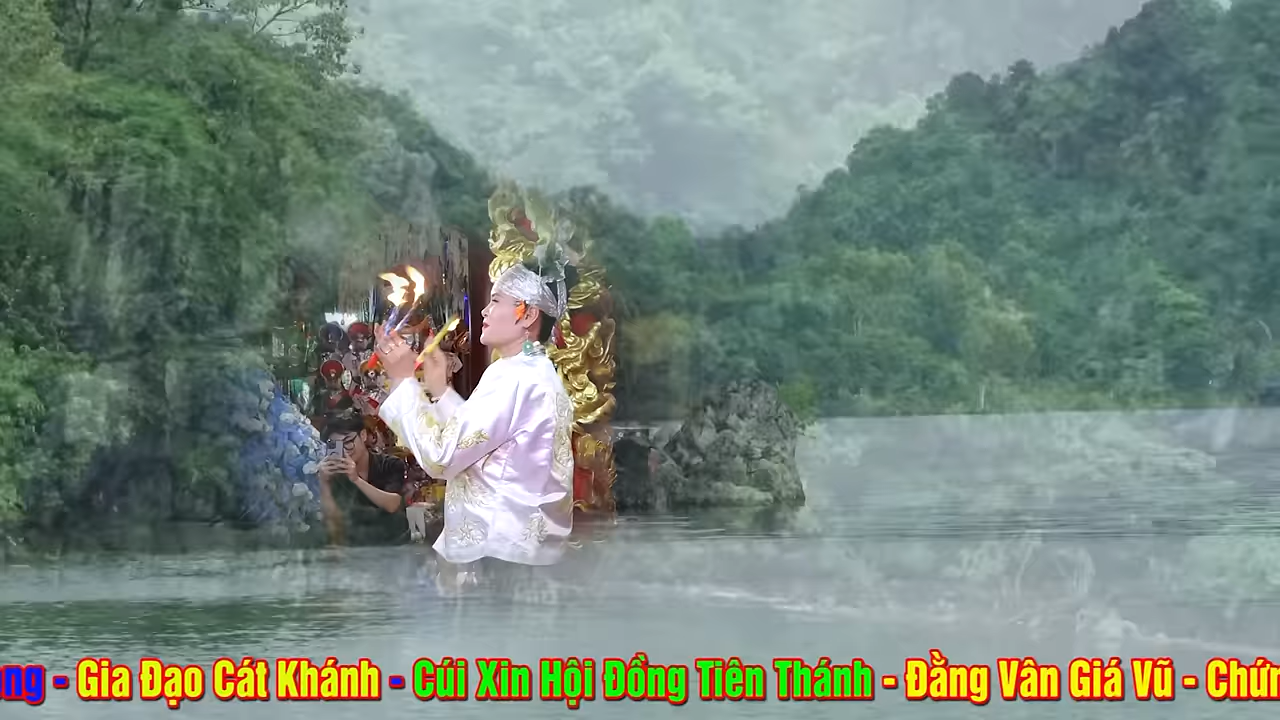 - Gia Đạo Cát Khánh - Cúi Xin Hội Đồng Tiên Thánh - Đằng Vân Giá Vũ -